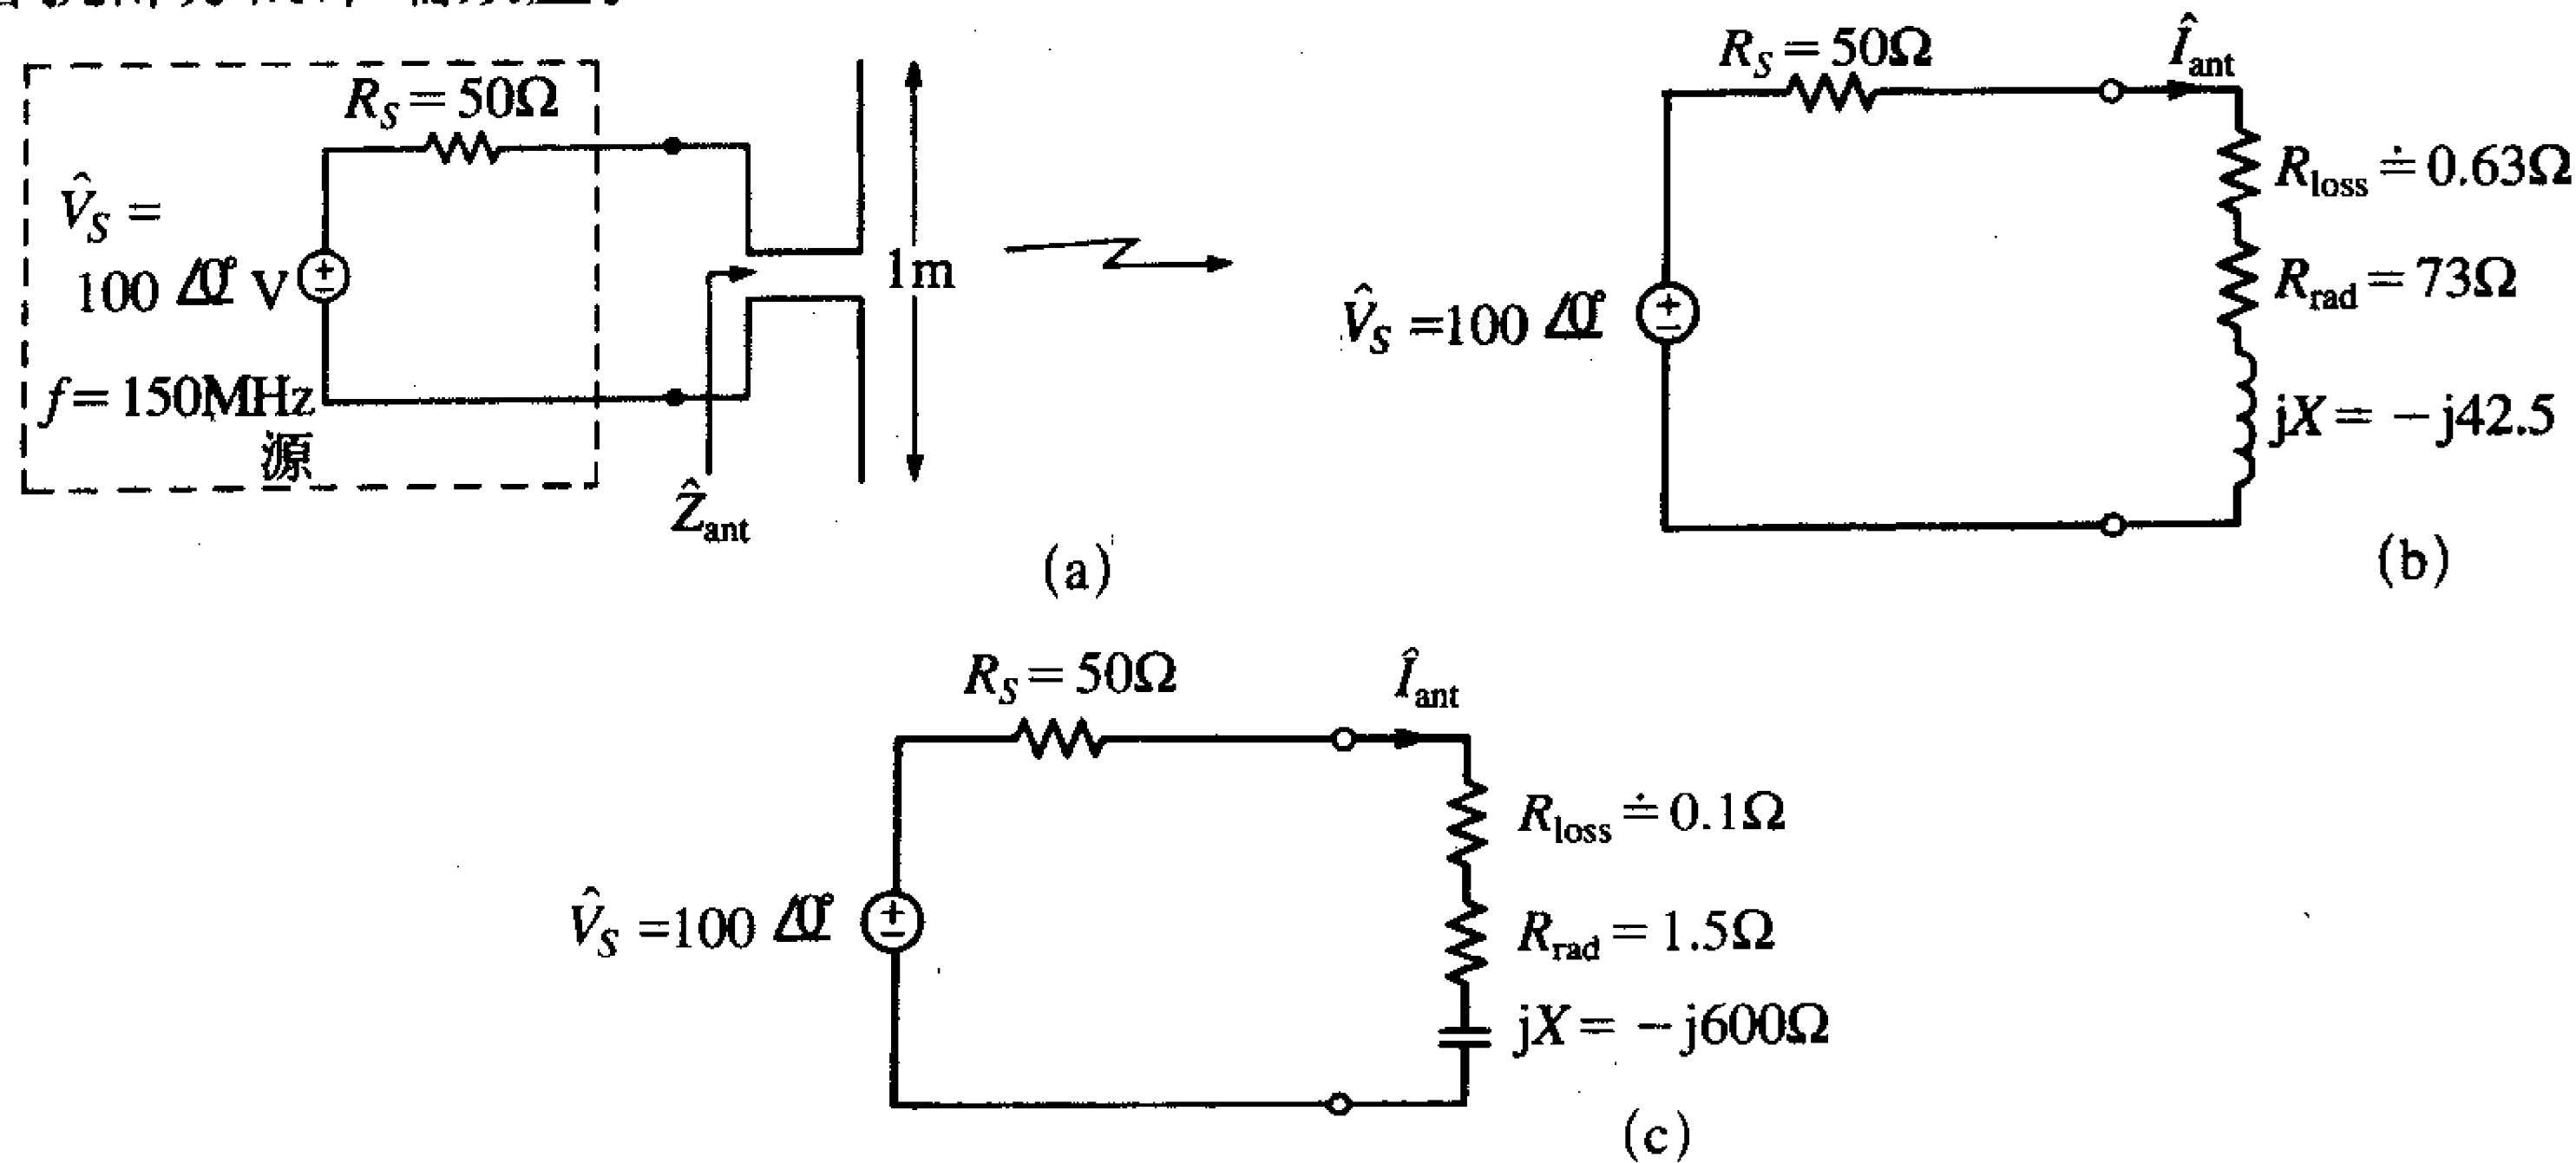 R_S = 50Ω
V̂_S =
100 ∠0° V
f = 150MHz
源
Ẑ_ant
1m
(a)
R_S = 50Ω
Î_ant
R_loss ≐ 0.63Ω
R_rad = 73Ω
jX = −j42.5
V̂_S =100 ∠0°
(b)
R_S = 50Ω
Î_ant
R_loss ≐ 0.1Ω
R_rad = 1.5Ω
jX = −j600Ω
V̂_S =100 ∠0°
(c)